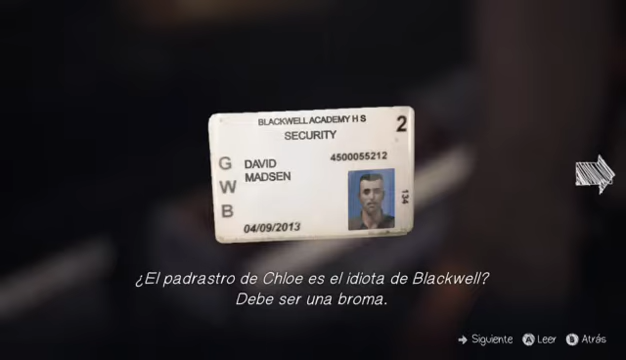 BLACKWELL ACADEMY H S
SECURITY
2
G
W
B
DAVID
MADSEN
4500055212
134
04/09/2013
¿El padrastro de Chloe es el idiota de Blackwell?
Debe ser una broma.
Siguiente A Leer B Atrás